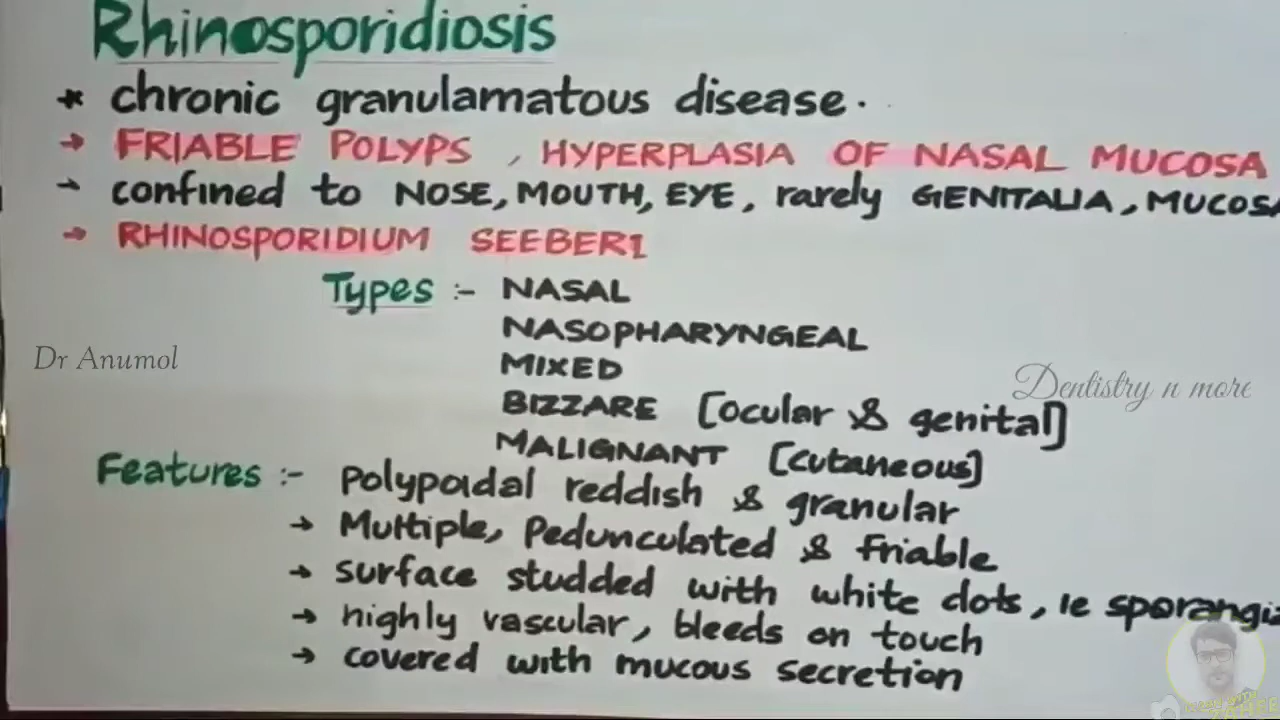 Rhinosporidiosis
* chronic granulamatous disease.
→ FRIABLE POLYPS, HYPERPLASIA OF NASAL MUCOSA
→ confined to NOSE, MOUTH, EYE, rarely GENITALIA, MUCOSA
→ RHINOSPORIDIUM SEEBERI
Types :- NASAL
NASOPHARYNGEAL
MIXED
BIZZARE [ocular & genital]
MALIGNANT [cutaneous]
Features :- polypoidal reddish & granular
→ Multiple, Pedunculated & friable
→ surface studded with white dots, ie sporangi
→ highly vascular, bleeds on touch
→ covered with mucous secretion
Dr Anumol
Dentistry n more